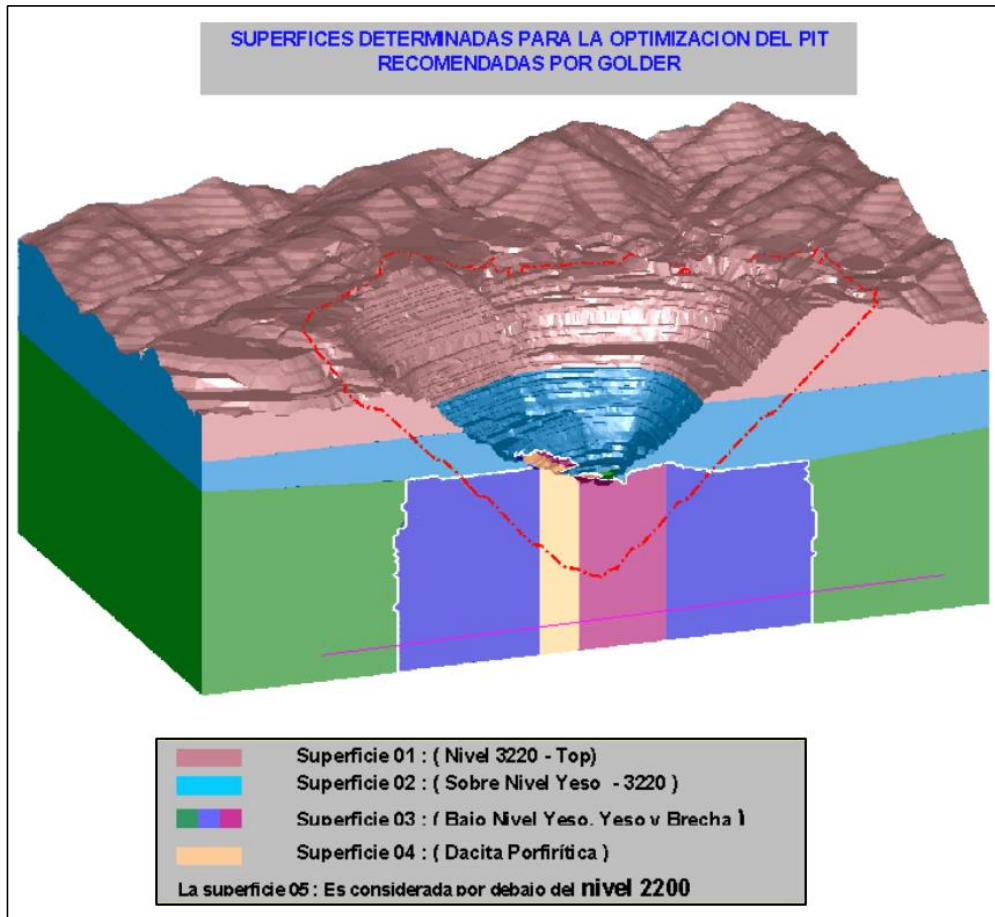 SUPERFICES DETERMINADAS PARA LA OPTIMIZACION DEL PIT
RECOMENDADAS POR GOLDER
Superficie 01 : ( Nivel 3220 - Top)
Superficie 02 : ( Sobre Nivel Yeso - 3220 )
Superficie 03 : ( Bajo Nivel Yeso, Yeso y Brecha )
Superficie 04 : ( Dacita Porfirítica )
La superficie 05 : Es considerada por debajo del nivel 2200